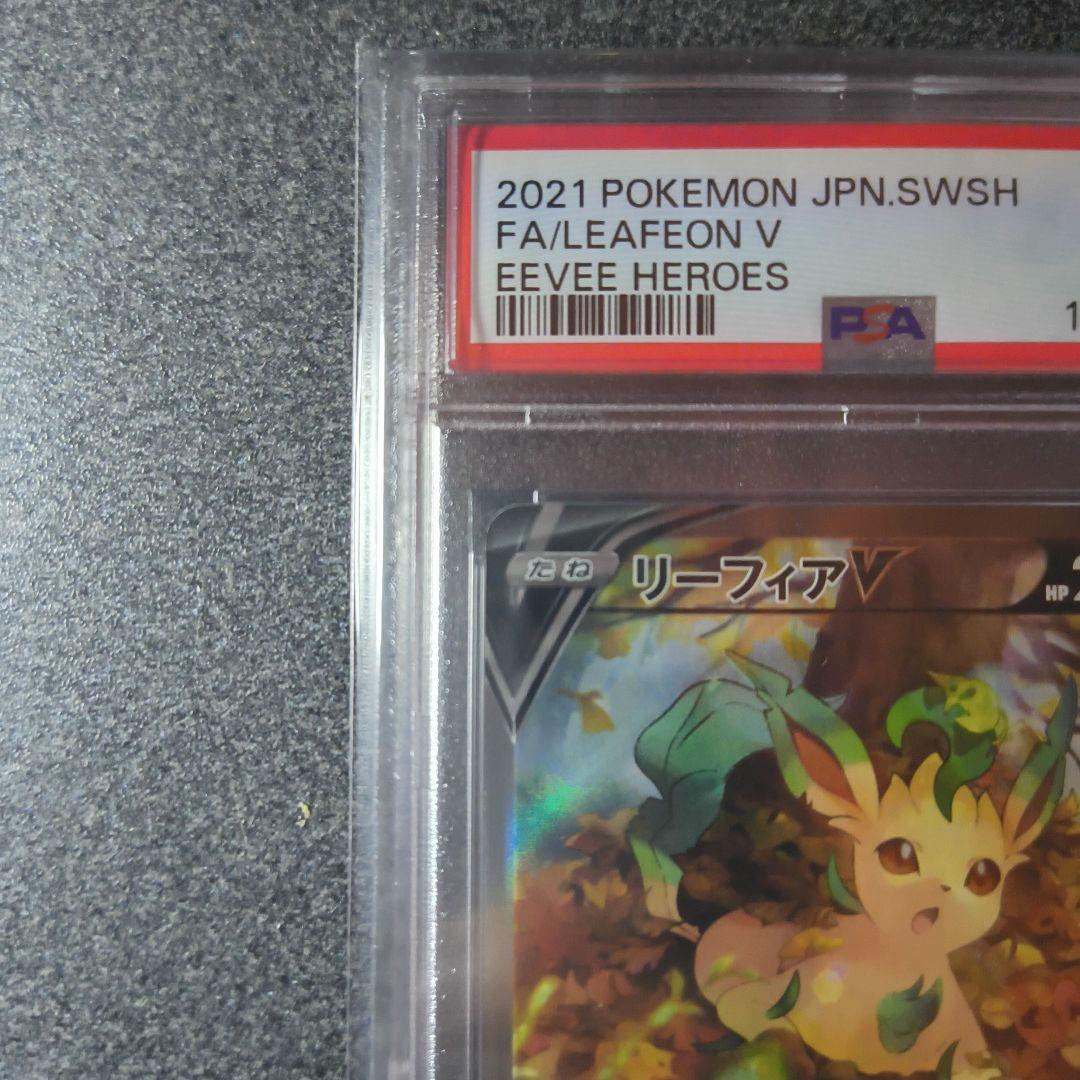 2021 POKEMON JPN.SWSH
FA/LEAFEON V
EEVEE HEROES
PSA
たね
リーフィアV
HP